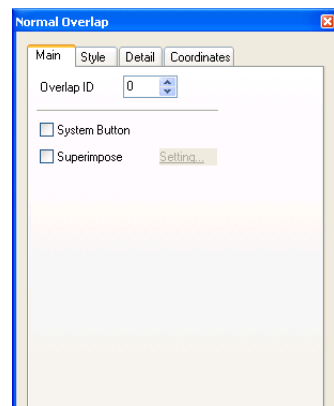 Normal Overlap
Main Style Detail Coordinates
Overlap ID 0
System Button
Superimpose Setting...